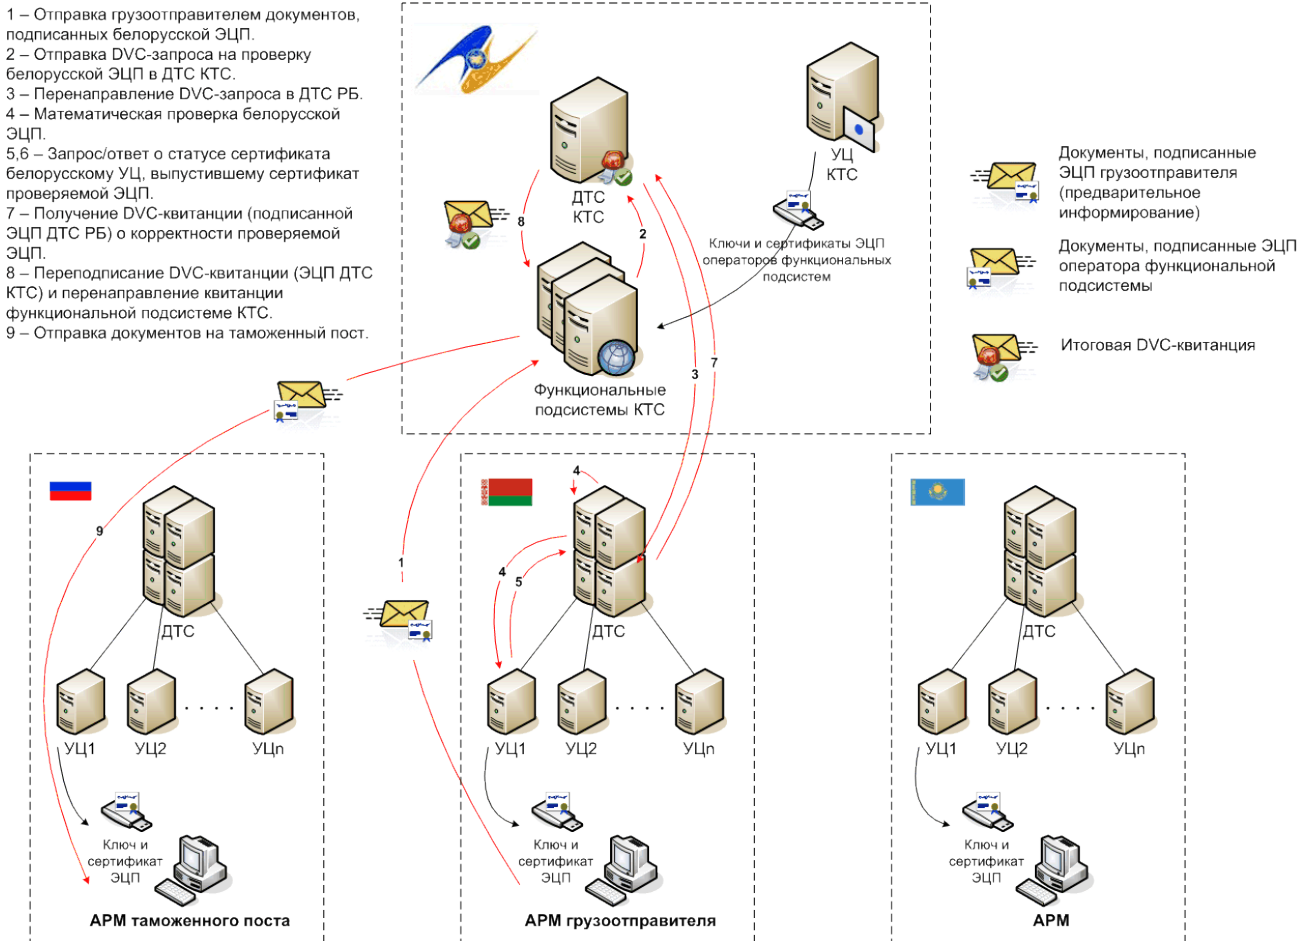 1 – Отправка грузоотправителем документов,
подписанных белорусской ЭЦП.
2 – Отправка DVC-запроса на проверку
белорусской ЭЦП в ДТС КТС.
3 – Перенаправление DVC-запроса в ДТС РБ.
4 – Математическая проверка белорусской
ЭЦП.
5,6 – Запрос/ответ о статусе сертификата
белорусскому УЦ, выпустившему сертификат
проверяемой ЭЦП.
7 – Получение DVC-квитанции (подписанной
ЭЦП ДТС РБ) о корректности проверяемой
ЭЦП.
8 – Переподписание DVC-квитанции (ЭЦП ДТС
КТС) и перенаправление квитанции
функциональной подсистеме КТС.
9 – Отправка документов на таможенный пост.
ДТС
КТС
УЦ
КТС
8
2
Ключи и сертификаты ЭЦП
операторов функциональных
подсистем
3
7
Функциональные
подсистемы КТС
Документы, подписанные
ЭЦП грузоотправителя
(предварительное
информирование)
Документы, подписанные ЭЦП
оператора функциональной
подсистемы
Итоговая DVC-квитанция
9
1
ДТС
УЦ1
УЦ2
УЦn
Ключ и
сертификат
ЭЦП
АРМ таможенного поста
4
4
5
ДТС
УЦ1
УЦ2
УЦn
Ключ и
сертификат
ЭЦП
АРМ грузоотправителя
ДТС
УЦ1
УЦ2
УЦn
Ключ и
сертификат
ЭЦП
АРМ